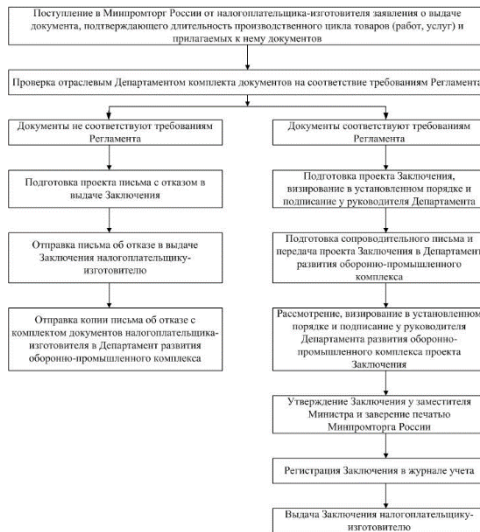 Поступление в Минпромторг России от налогоплательщика-изготовителя заявления о выдаче
документа, подтверждающего длительность производственного цикла товаров (работ, услуг) и
прилагаемых к нему документов
Проверка отраслевым Департаментом комплекта документов на соответствие требованиям Регламента
Документы не соответствуют требованиям
Регламента
Подготовка проекта письма с отказом в
выдаче Заключения
Отправка письма об отказе в выдаче
Заключения налогоплательщику-
изготовителю
Отправка копии письма об отказе с
комплектом документов налогоплательщика-
изготовителя в Департамент развития
оборонно-промышленного комплекса
Документы соответствуют требованиям
Регламента
Подготовка проекта Заключения,
визирование в установленном порядке и
подписание у руководителя Департамента
Подготовка сопроводительного письма и
передача проекта Заключения в Департамент
развития оборонно-промышленного
комплекса
Рассмотрение, визирование в установленном
порядке и подписание у руководителя
Департамента развития оборонно-
промышленного комплекса проекта
Заключения
Утверждение Заключения у заместителя
Министра и заверение печатью
Минпромторга России
Регистрация Заключения в журнале учета
Выдача Заключения налогоплательщику-
изготовителю